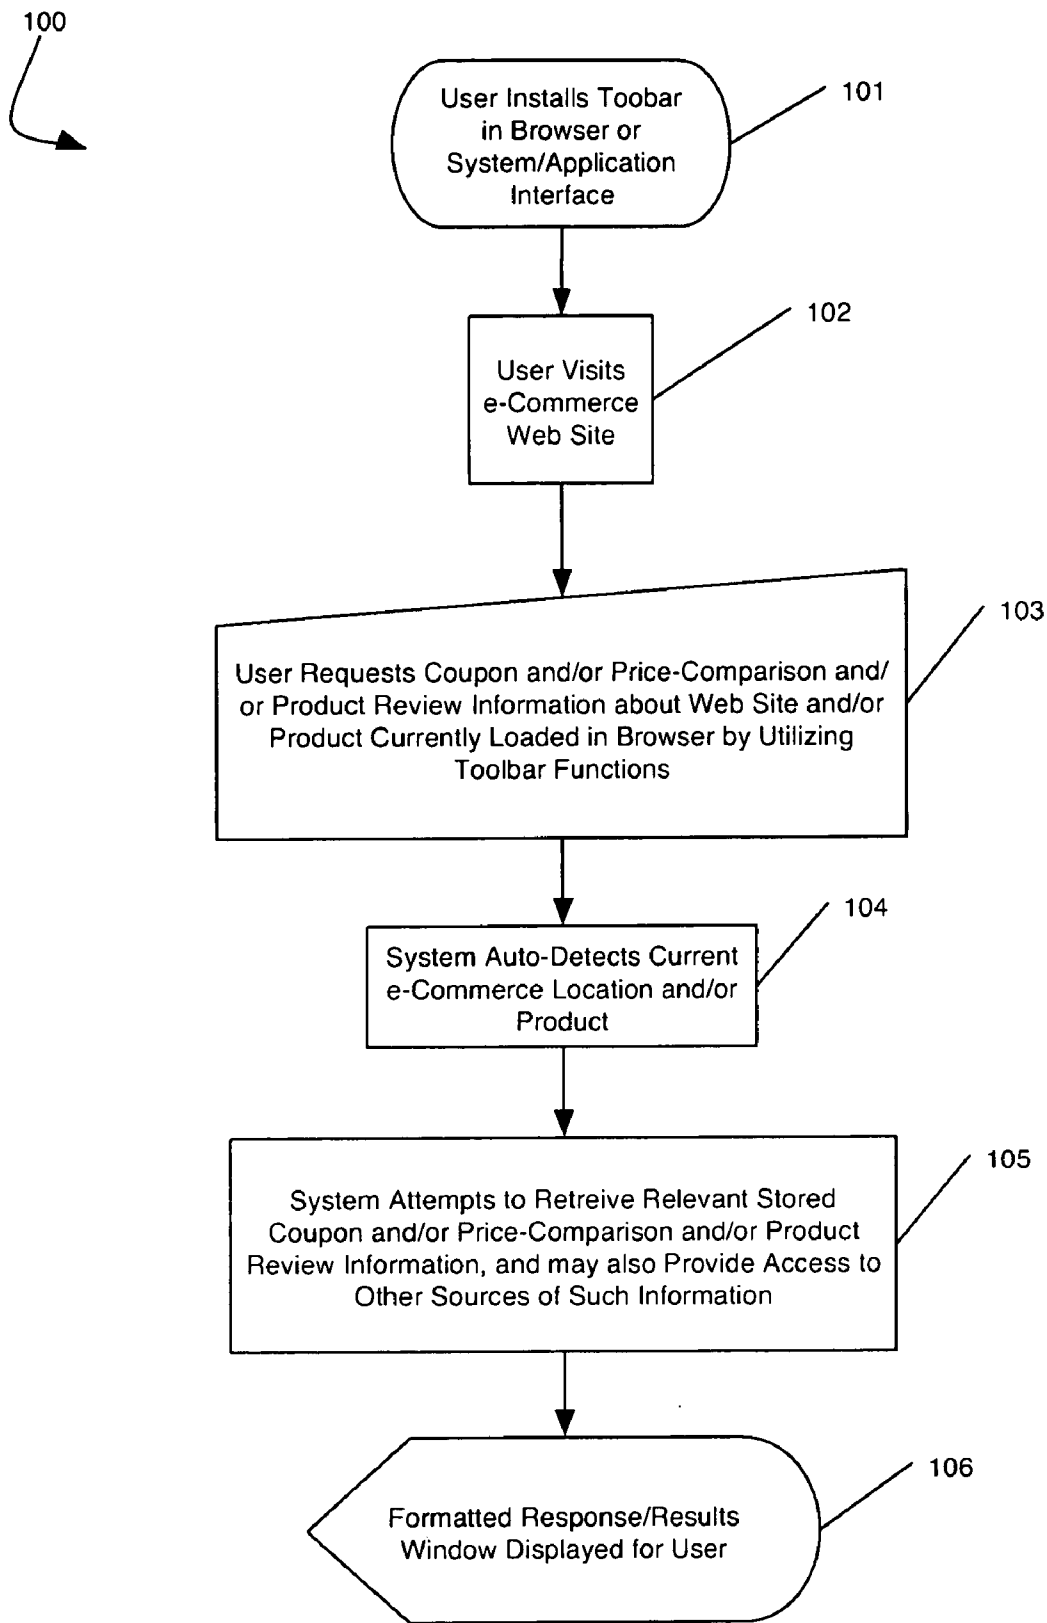 100
User Installs Toobar
in Browser or
System/Application
Interface
101
User Visits
e-Commerce
Web Site
102
User Requests Coupon and/or Price-Comparison and/
or Product Review Information about Web Site and/or
Product Currently Loaded in Browser by Utilizing
Toolbar Functions
103
System Auto-Detects Current
e-Commerce Location and/or
Product
104
System Attempts to Retreive Relevant Stored
Coupon and/or Price-Comparison and/or Product
Review Information, and may also Provide Access to
Other Sources of Such Information
105
Formatted Response/Results
Window Displayed for User
106